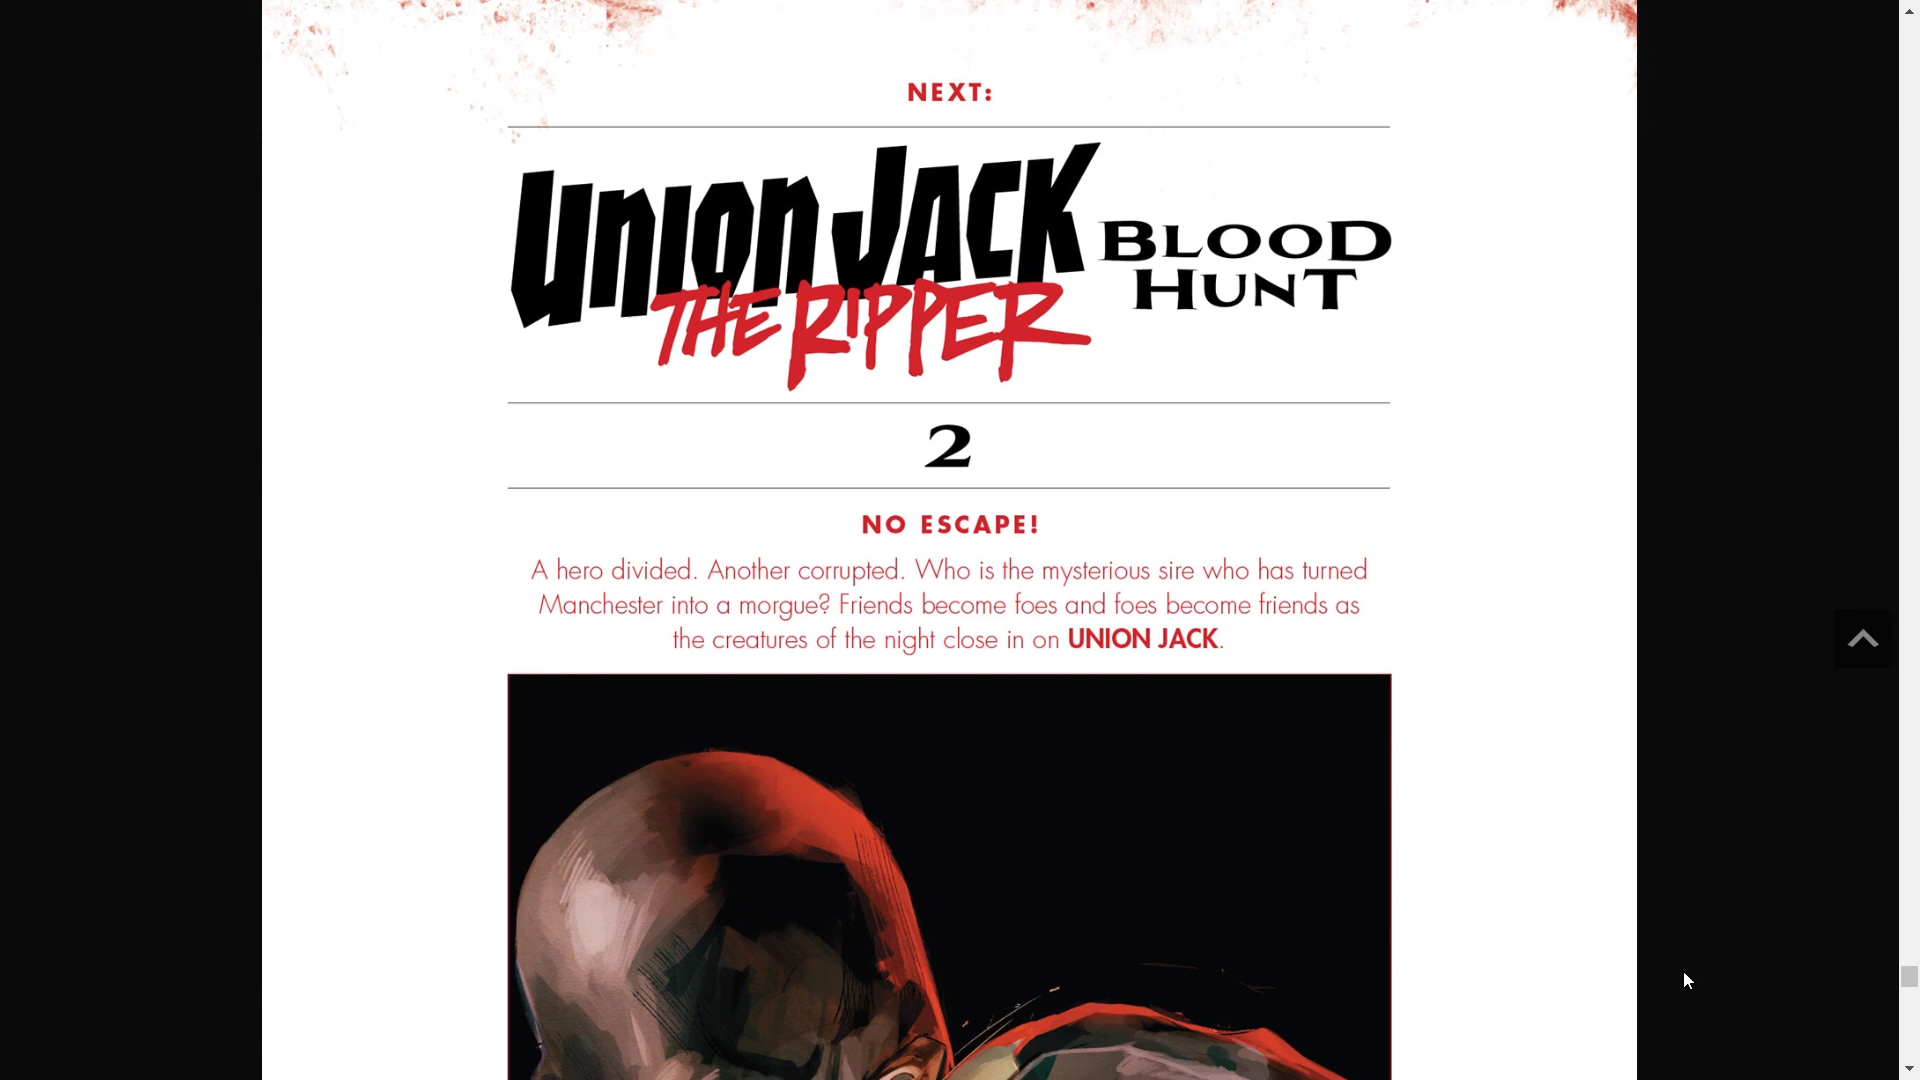 NEXT:
UNION JACK
THE RIPPER
BLOOD
HUNT
2
NO ESCAPE!
A hero divided. Another corrupted. Who is the mysterious sire who has turned
Manchester into a morgue? Friends become foes and foes become friends as
the creatures of the night close in on UNION JACK.